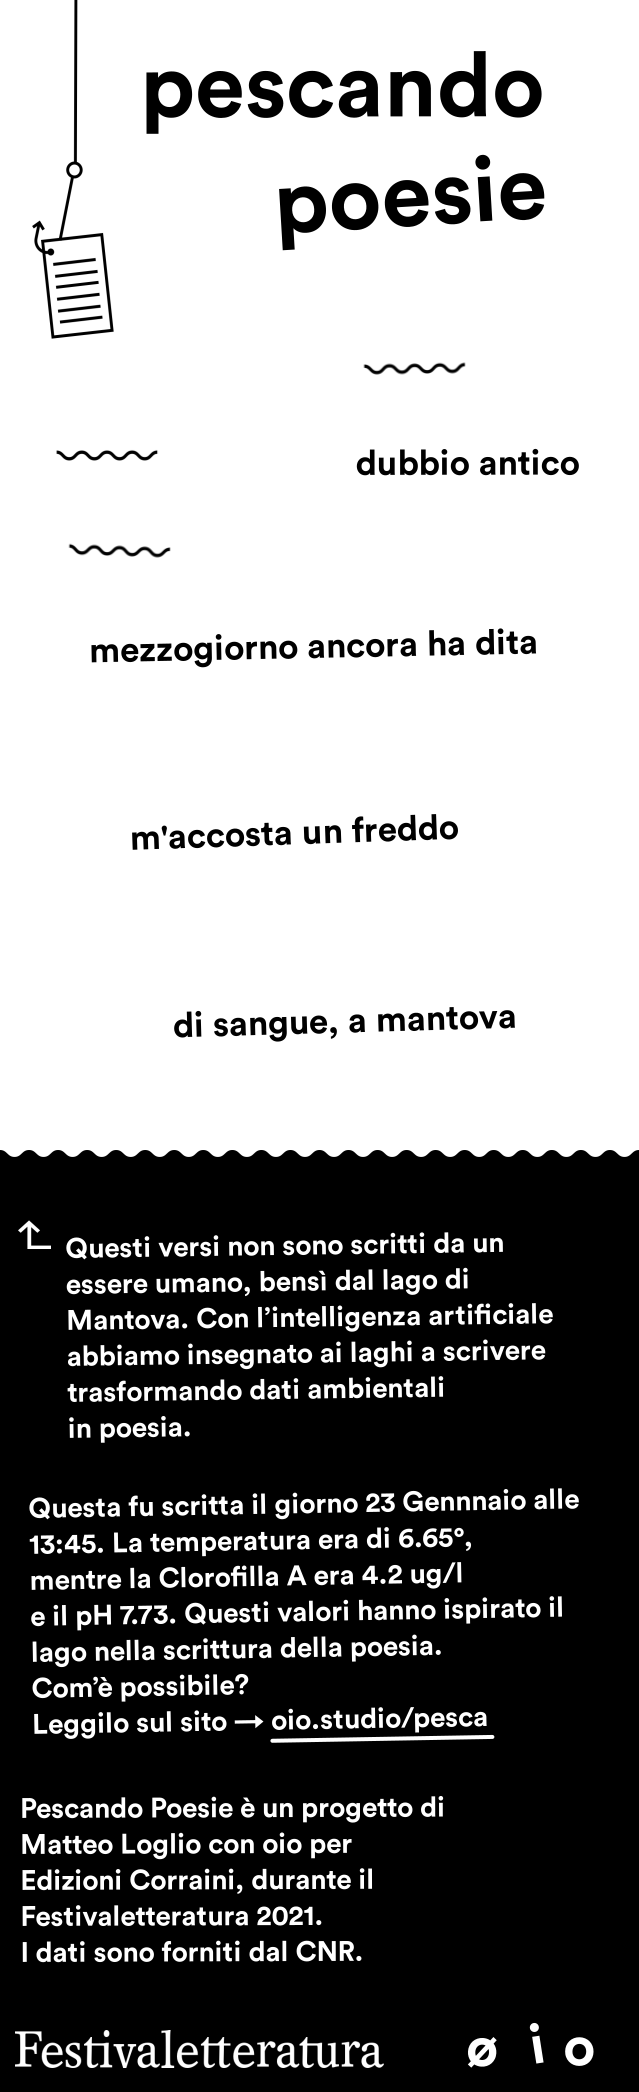 pescando
poesie
dubbio antico
mezzogiorno ancora ha dita
m'accosta un freddo
di sangue, a mantova
Questi versi non sono scritti da un
essere umano, bensì dal lago di
Mantova. Con l’intelligenza artificiale
abbiamo insegnato ai laghi a scrivere
trasformando dati ambientali
in poesia.
Questa fu scritta il giorno 23 Gennnaio alle
13:45. La temperatura era di 6.65°,
mentre la Clorofilla A era 4.2 ug/l
e il pH 7.73. Questi valori hanno ispirato il
lago nella scrittura della poesia.
Com’è possibile?
Leggilo sul sito → oio.studio/pesca
Pescando Poesie è un progetto di
Matteo Loglio con oio per
Edizioni Corraini, durante il
Festivaletteratura 2021.
I dati sono forniti dal CNR.
Festivaletteratura ø i o